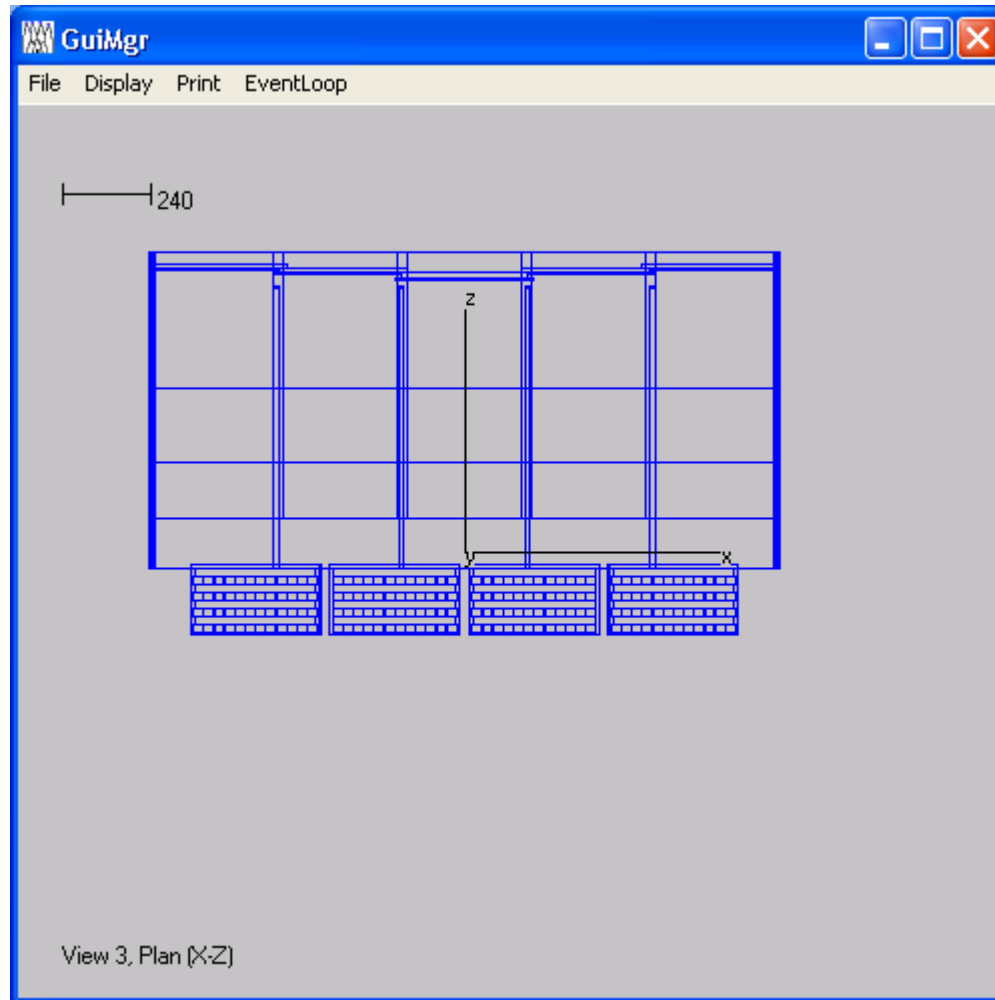 GuiMgr
File Display Print EventLoop
240
z
y
x
View 3, Plan (X-Z)